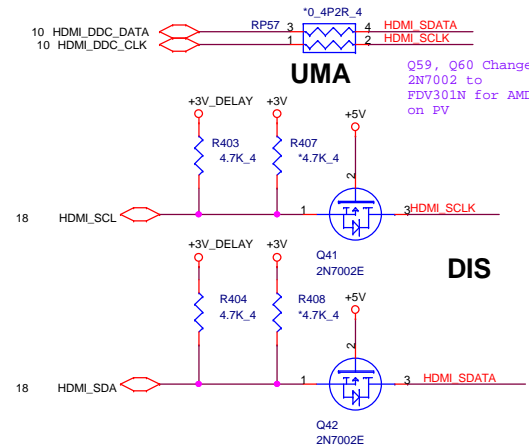 *0_4P2R_4
10 HDMI_DDC_DATA RP57 3 4 HDMI_SDATA
10 HDMI_DDC_CLK 1 2 HDMI_SCLK
UMA
Q59, Q60 Change
2N7002 to
FDV301N for AMD
on PV
+3V_DELAY +3V +5V
R403 R407
4.7K_4 *4.7K_4
2
18 HDMI_SCL 1 3 HDMI_SCLK
Q41
2N7002E
DIS
+3V_DELAY +3V +5V
R404 R408
4.7K_4 *4.7K_4
2
18 HDMI_SDA 1 3 HDMI_SDATA
Q42
2N7002E